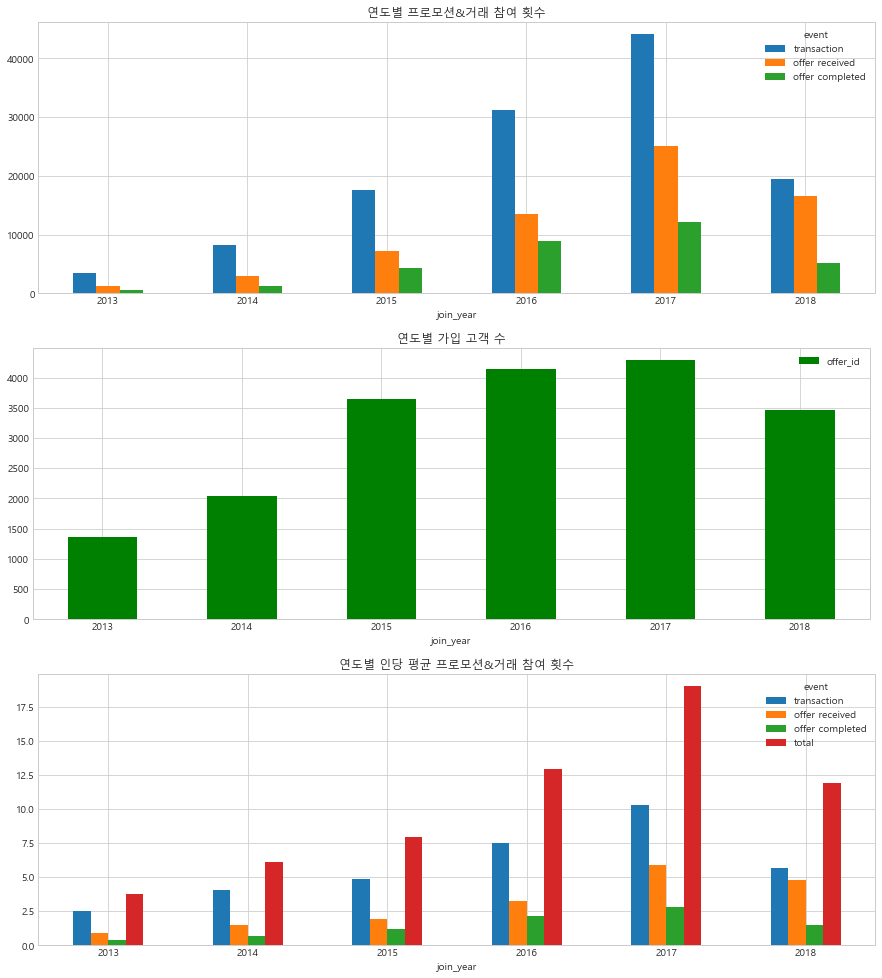 연도별 프로모션&거래 참여 횟수
event
transaction
offer received
offer completed
40000
30000
20000
10000
0
2013 2014 2015 2016 2017 2018
join_year
연도별 가입 고객 수
offer_id
4000
3500
3000
2500
2000
1500
1000
500
0
2013 2014 2015 2016 2017 2018
join_year
연도별 인당 평균 프로모션&거래 참여 횟수
event
transaction
offer received
offer completed
total
17.5
15.0
12.5
10.0
7.5
5.0
2.5
0.0
2013 2014 2015 2016 2017 2018
join_year